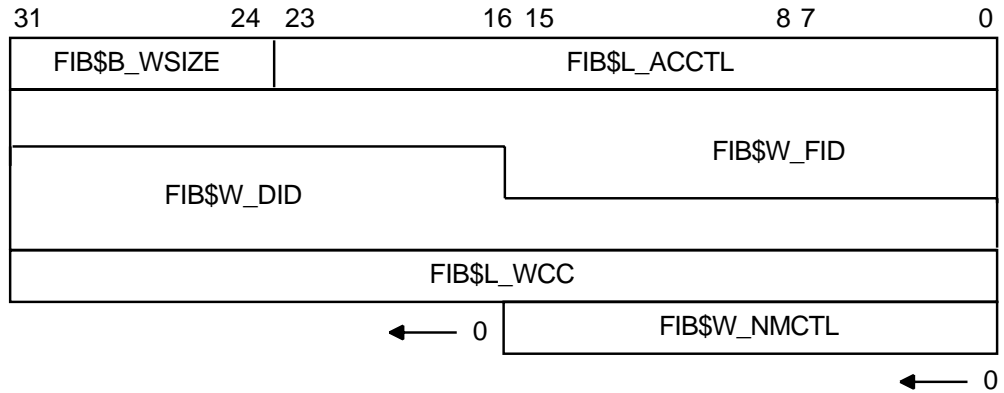 31 24 23 16 15 8 7 0
FIB$B_WSIZE FIB$L_ACCTL
FIB$W_FID
FIB$W_DID
FIB$L_WCC
0 FIB$W_NMCTL
0